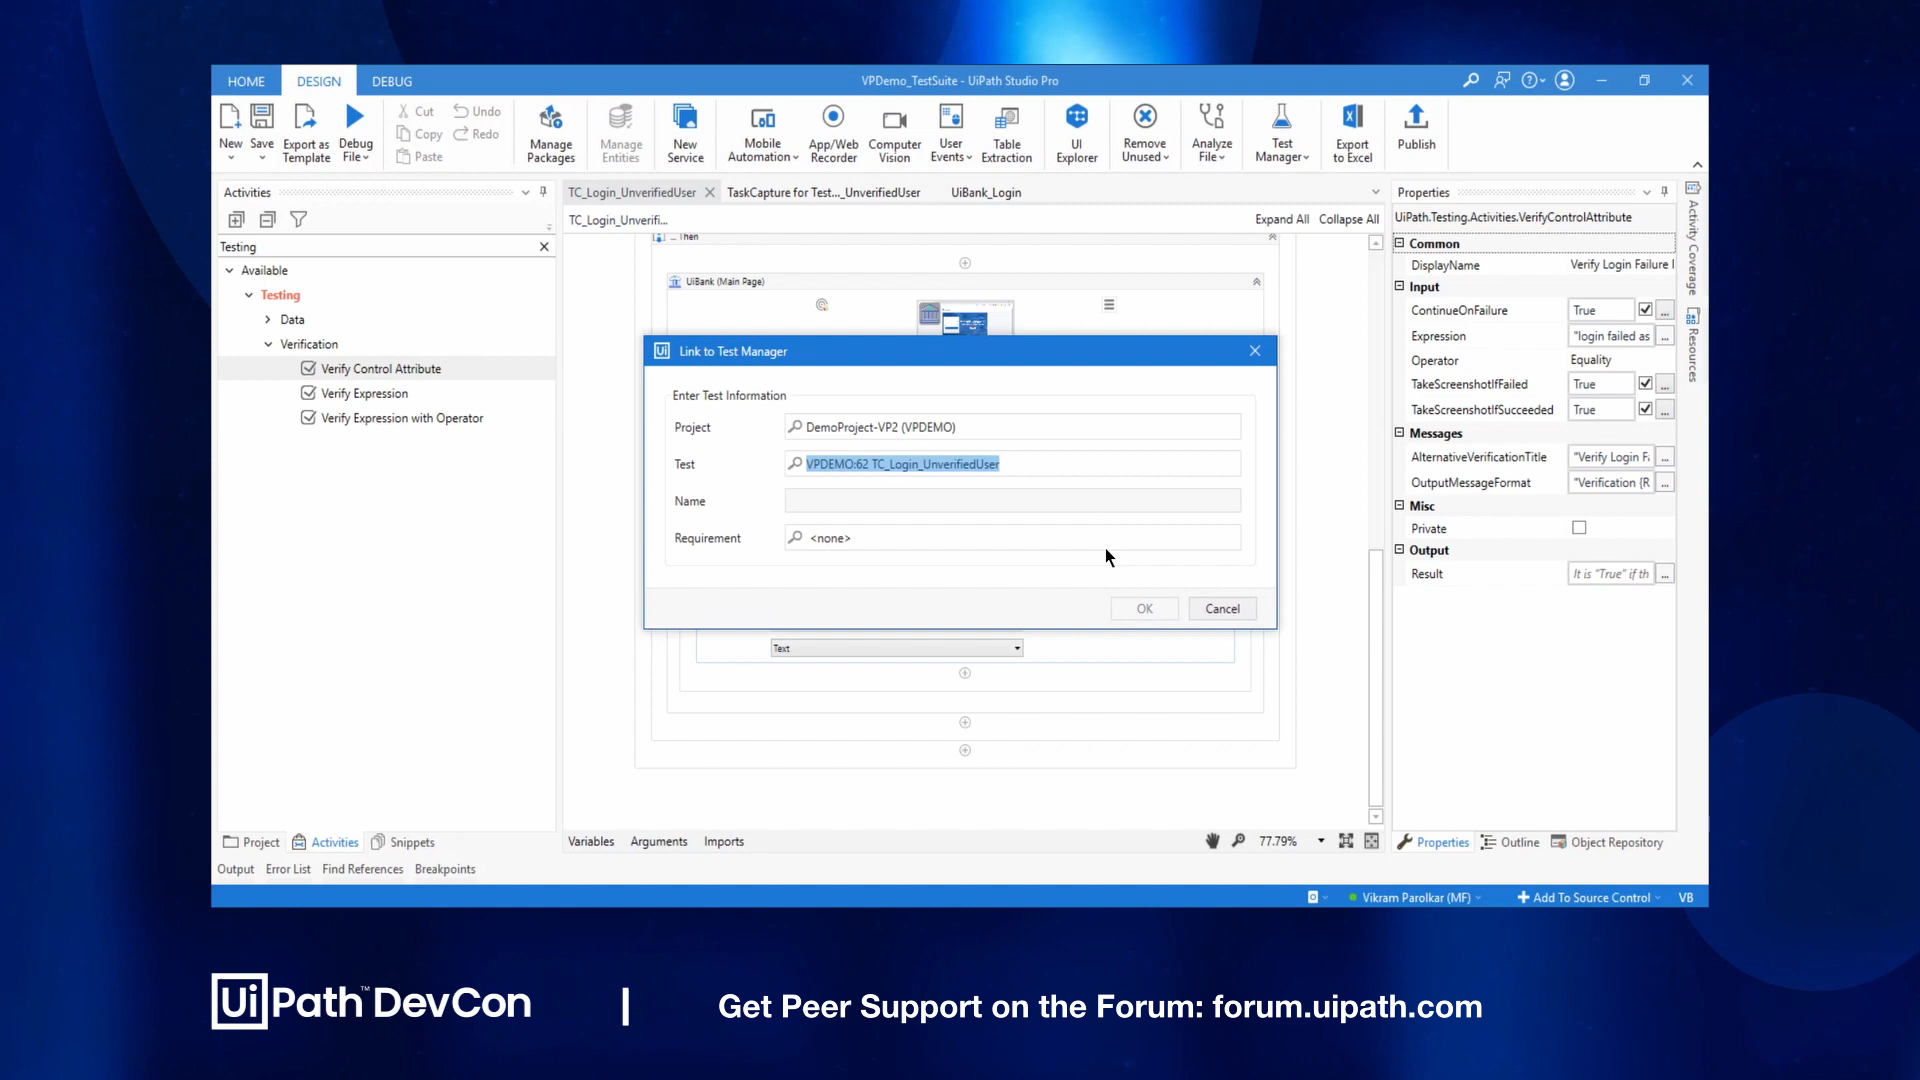 HOME DESIGN DEBUG VPDemo_TestSuite - UiPath Studio Pro
New Save Export as Template Debug File Cut Copy Paste Undo Redo Manage Packages Manage Entities New Service Mobile Automation App/Web Recorder Computer Vision User Events Table Extraction UI Explorer Remove Unused Analyze File Test Manager Export to Excel Publish
Activities
Testing
Available
Testing
Data
Verification
Verify Control Attribute
Verify Expression
Verify Expression with Operator
TC_Login_UnverifiedUser TaskCapture for Test..._UnverifiedUser UiBank_Login
TC_Login_Unverifi... Expand All Collapse All
... Then
UiBank (Main Page)
Ui Link to Test Manager
Enter Test Information
Project DemoProject-VP2 (VPDEMO)
Test VPDEMO:62 TC_Login_UnverifiedUser
Name
Requirement <none>
OK Cancel
Text
Properties
UiPath.Testing.Activities.VerifyControlAttribute
Common
DisplayName Verify Login Failure I
Input
ContinueOnFailure True ...
Expression "login failed as ...
Operator Equality
TakeScreenshotIfFailed True ...
TakeScreenshotIfSucceeded True ...
Messages
AlternativeVerificationTitle "Verify Login F ...
OutputMessageFormat "Verification {R ...
Misc
Private
Output
Result It is "True" if th ...
Activity Coverage
Resources
Project Activities Snippets
Variables Arguments Imports 77.79%
Properties Outline Object Repository
Output Error List Find References Breakpoints
Vikram Parolkar (MF) Add To Source Control VB
UiPath™ DevCon | Get Peer Support on the Forum: forum.uipath.com